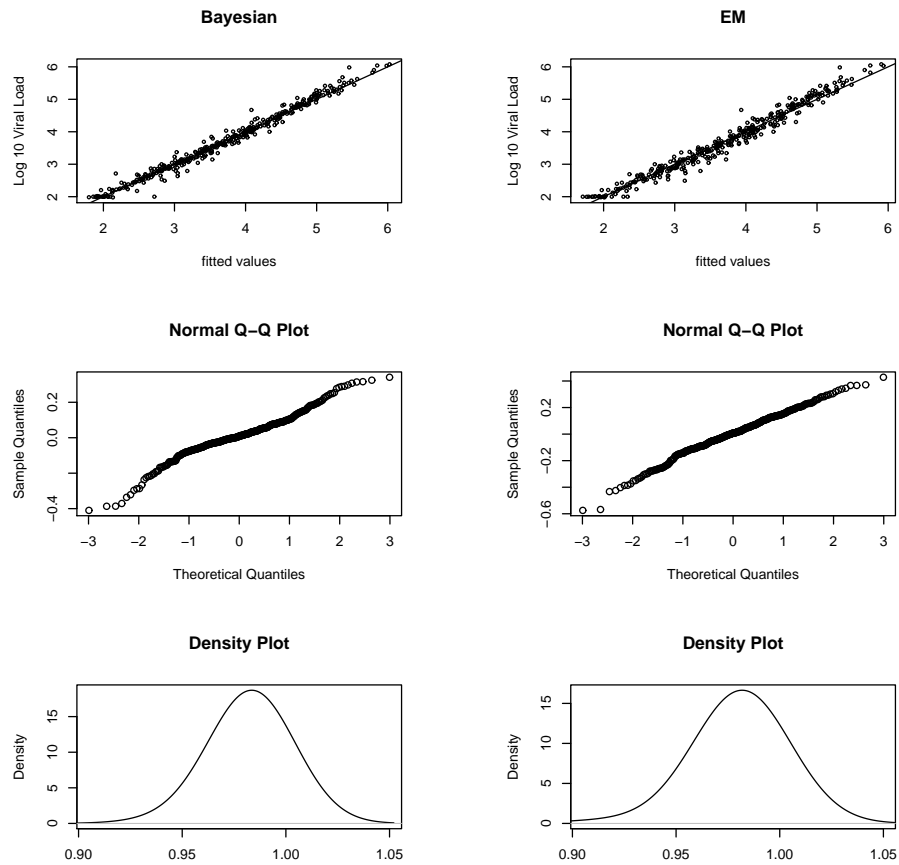 Bayesian
Log 10 Viral Load
2 3 4 5 6
2 3 4 5 6
fitted values
EM
Log 10 Viral Load
2 3 4 5 6
2 3 4 5 6
fitted values
Normal Q−Q Plot
Sample Quantiles
−0.4 0.0 0.2
−3 −2 −1 0 1 2 3
Theoretical Quantiles
Normal Q−Q Plot
Sample Quantiles
−0.6 −0.2 0.2
−3 −2 −1 0 1 2 3
Theoretical Quantiles
Density Plot
Density
0 5 10 15
0.90 0.95 1.00 1.05
Density Plot
Density
0 5 10 15
0.90 0.95 1.00 1.05